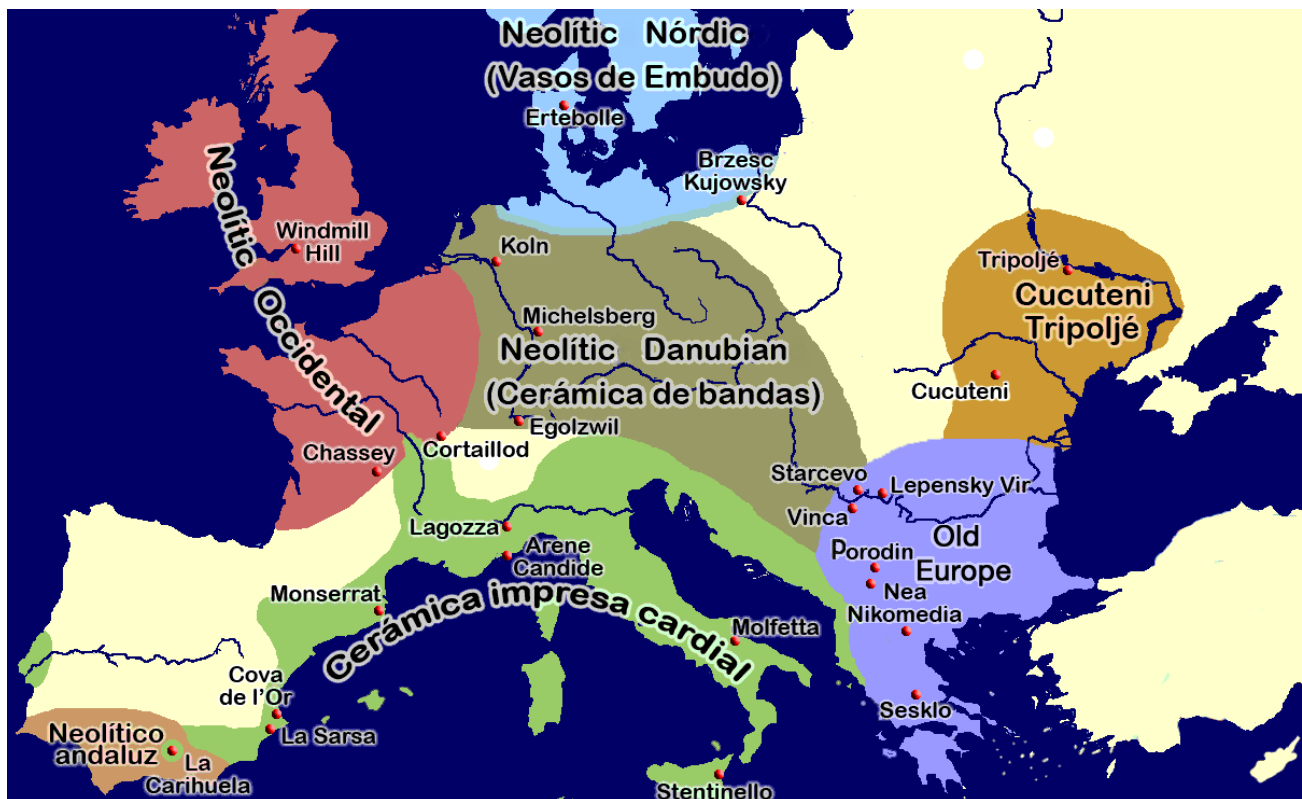 Neolític Nórdic
(Vasos de Embudo)
Ertebolle
Brzesc
Kujowsky
Neolític Occidental
Windmill
Hill
Koln
Tripoljé
Cucuteni
Tripoljé
Michelsberg
Neolític Danubian
(Cerámica de bandas)
Cucuteni
Egolzwil
Cortaillod
Chassey
Starcevo
Lepensky Vir
Vinca
Lagozza
Old
Europe
Arene
Candide
Porodin
Nea
Nikomedia
Monserrat
Cerámica impresa cardial
Molfetta
Cova
de l'Or
Sesklo
La Sarsa
Neolítico
andaluz
La
Carihuela
Stentinello